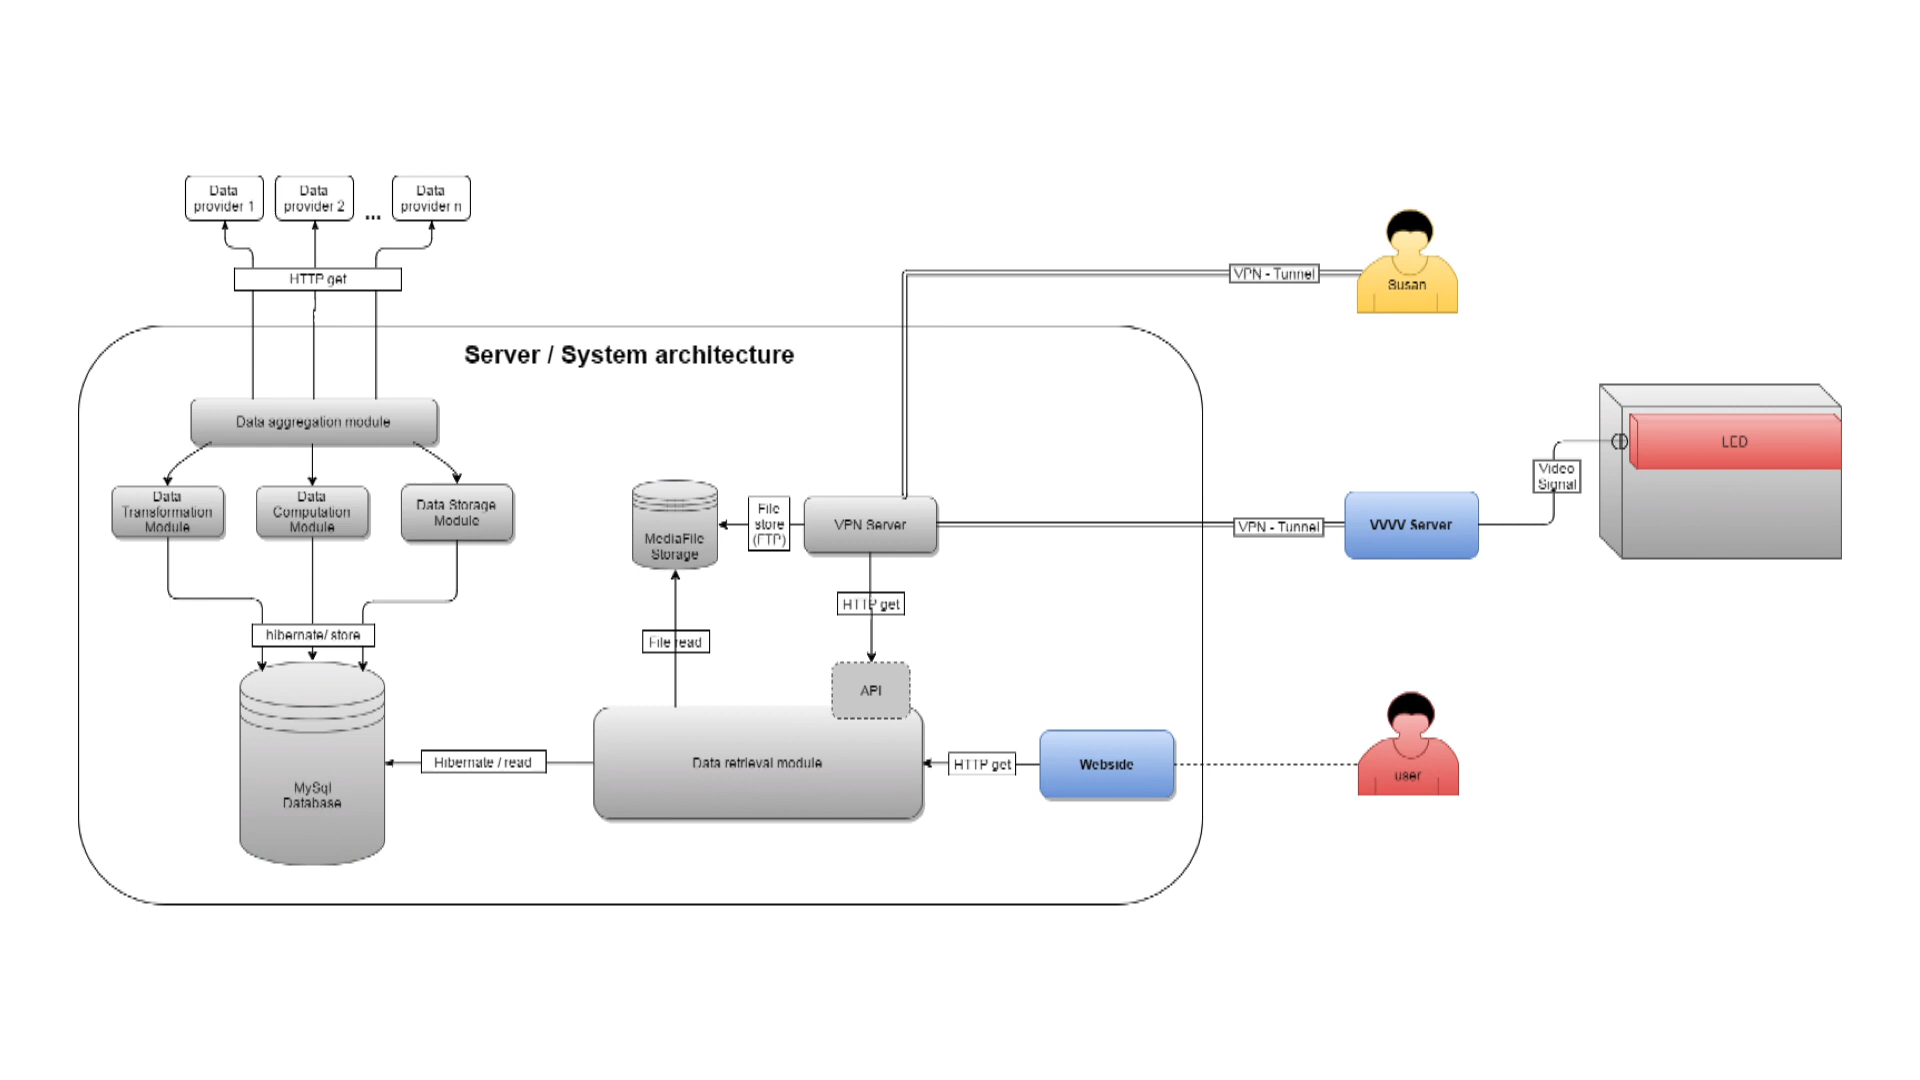 Data
provider 1
Data
provider 2
...
Data
provider n
HTTP get
Server / System architecture
VPN - Tunnel
Susan
Data aggregation module
LED
Video
Signal
Data
Transformation
Module
Data
Computation
Module
Data Storage
Module
MediaFile
Storage
File
store
(FTP)
VPN Server
VPN - Tunnel
VVVV Server
HTTP get
hibernate/ store
File read
API
MySql
Database
Hibernate / read
Data retrieval module
HTTP get
Webside
user